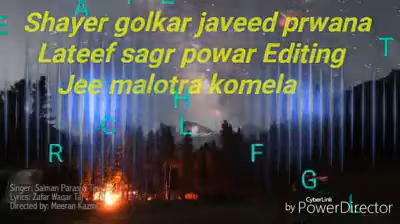 Shayer golkar javeed prwana
Lateef sagr powar Editing
Jee malotra komela
E
A
T
E
T
H
C
L
R
F
G
L
Singer: Salman Paras &
Lyrics: Zafar Waqar Ta
Directed by: Meeran Kazmi
CyberLink
by PowerDirector